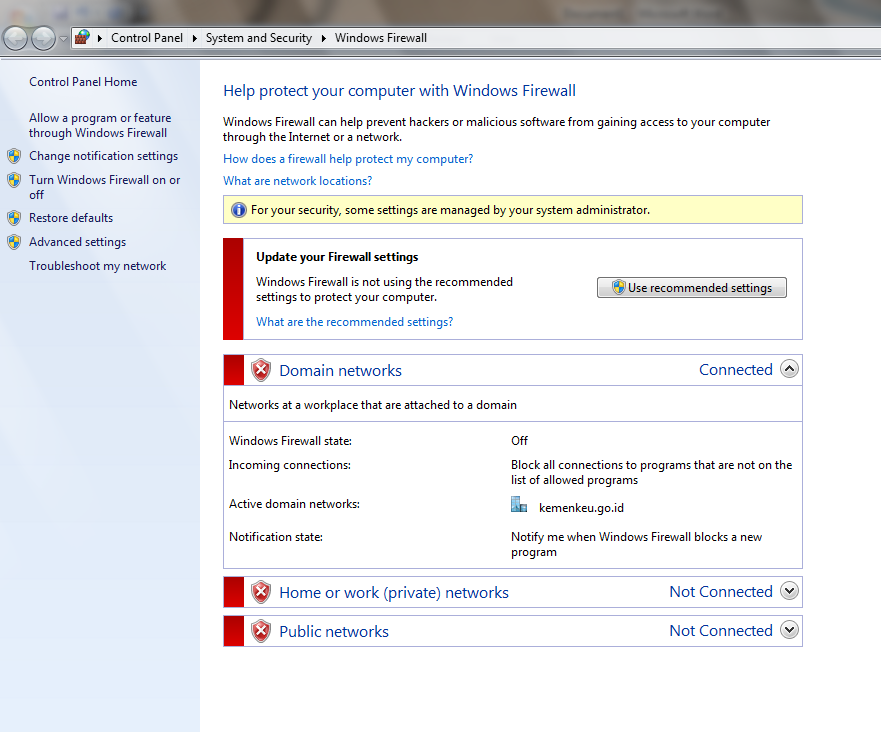 Control Panel ▸ System and Security ▸ Windows Firewall
Control Panel Home
Allow a program or feature
through Windows Firewall
Change notification settings
Turn Windows Firewall on or
off
Restore defaults
Advanced settings
Troubleshoot my network
Help protect your computer with Windows Firewall
Windows Firewall can help prevent hackers or malicious software from gaining access to your computer
through the Internet or a network.
How does a firewall help protect my computer?
What are network locations?
For your security, some settings are managed by your system administrator.
Update your Firewall settings
Windows Firewall is not using the recommended
settings to protect your computer.
Use recommended settings
What are the recommended settings?
Domain networks Connected
Networks at a workplace that are attached to a domain
Windows Firewall state: Off
Incoming connections: Block all connections to programs that are not on the
list of allowed programs
Active domain networks: kemenkeu.go.id
Notification state: Notify me when Windows Firewall blocks a new
program
Home or work (private) networks Not Connected
Public networks Not Connected